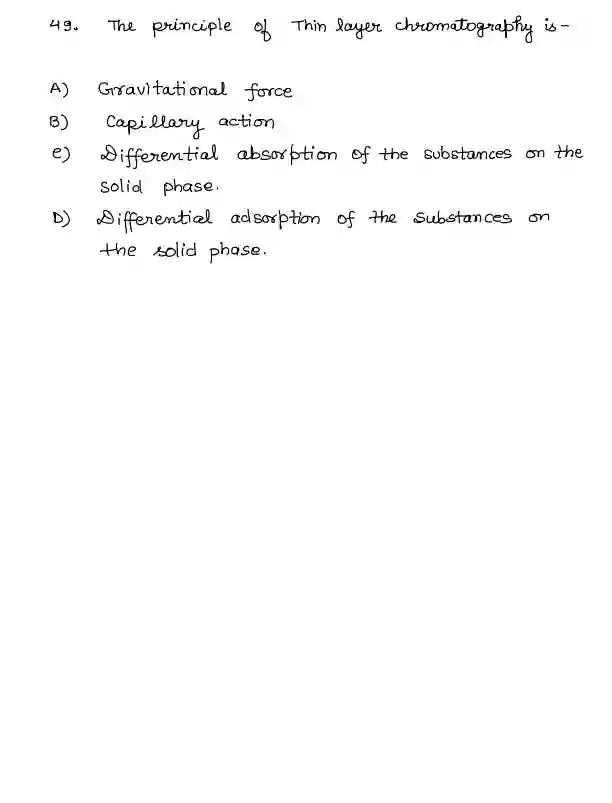 49. The principle of Thin layer chromatography is -
A) Gravitational force
B) Capillary action
C) Differential absorption of the substances on the
solid phase.
D) Differential adsorption of the substances on
the solid phase.